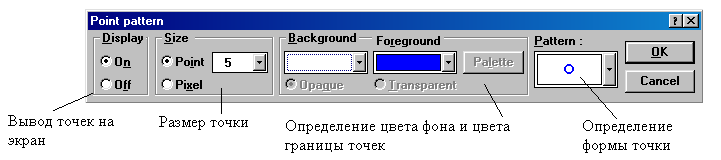 Point pattern
Display
Size
Background
Foreground
Pattern :
On
Point
5
Palette
OK
Off
Pixel
Opaque
Transparent
Cancel
Вывод точек на
экран
Размер точки
Определение цвета фона и цвета
границы точек
Определение
формы точки